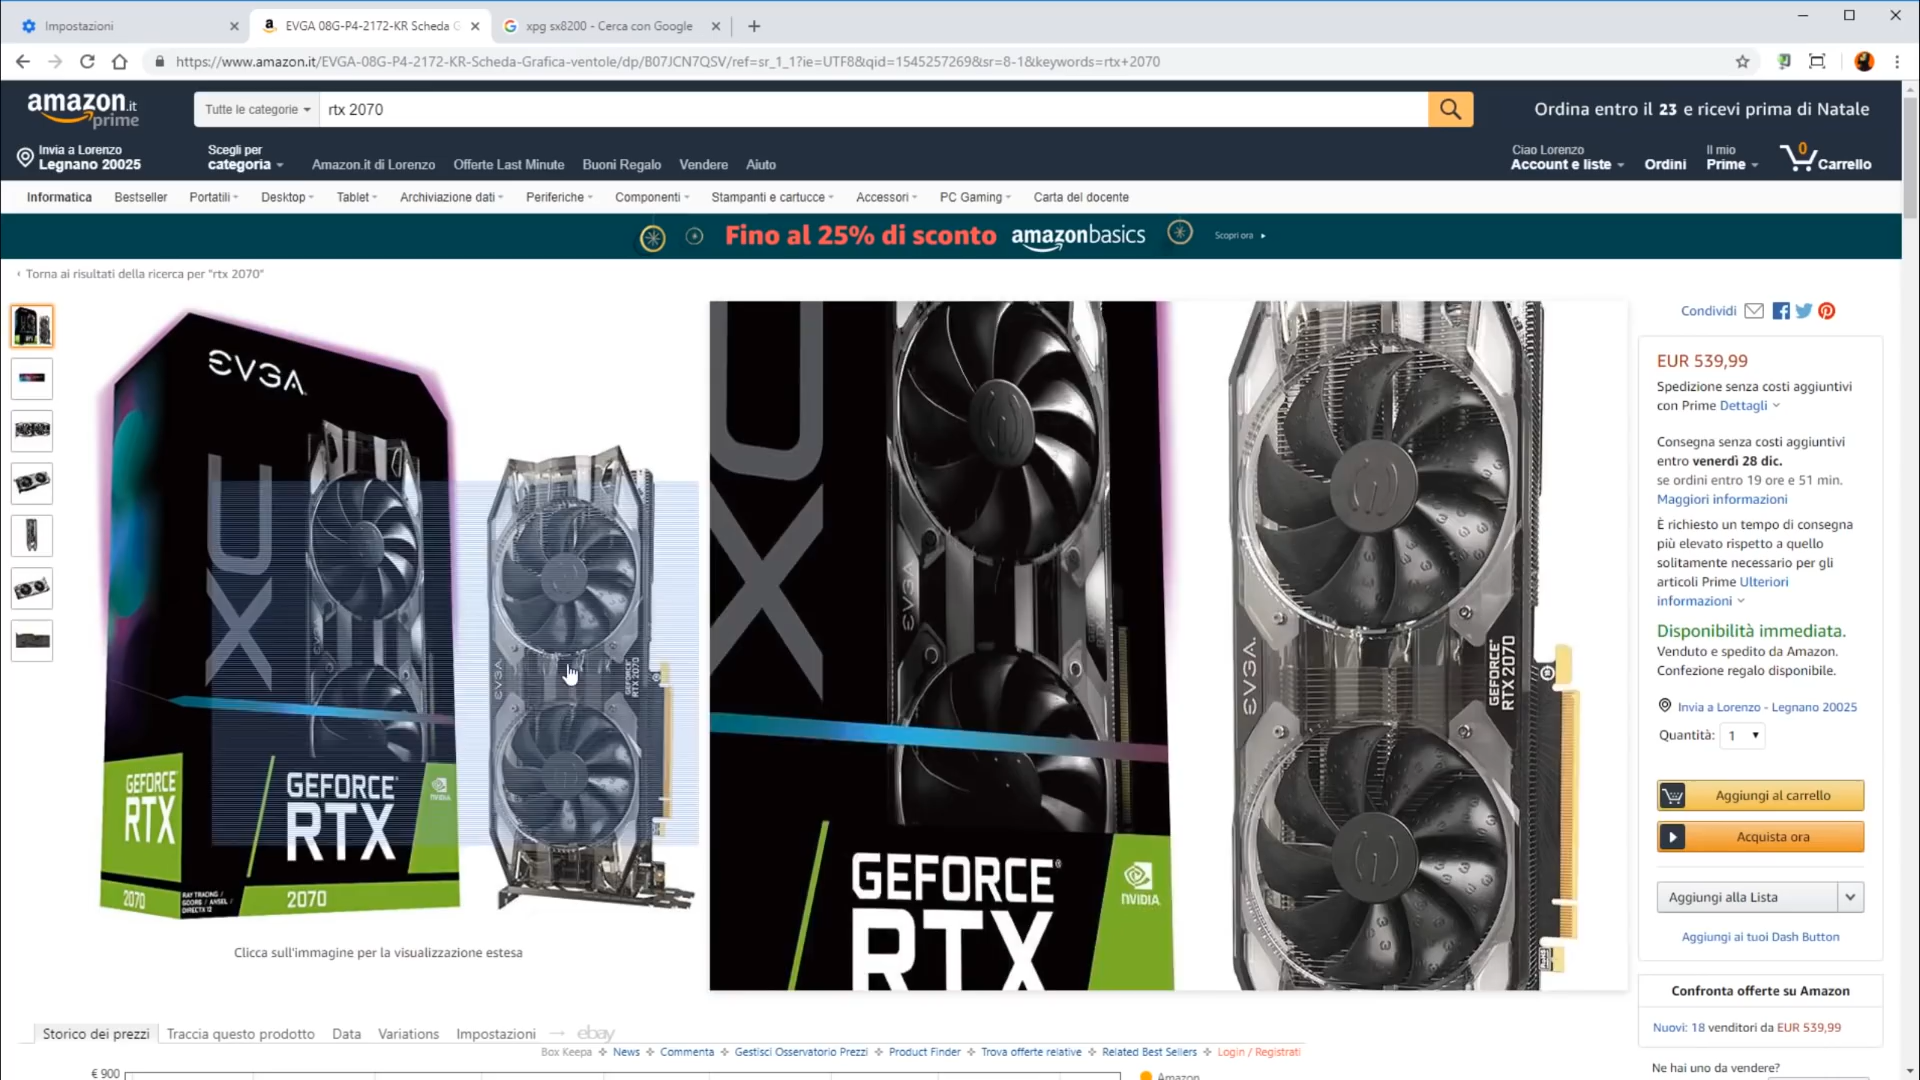 Impostazioni
EVGA 08G-P4-2172-KR Scheda G
xpg sx8200 - Cerca con Google
https://www.amazon.it/EVGA-08G-P4-2172-KR-Scheda-Grafica-ventole/dp/B07JCN7QSV/ref=sr_1_1?ie=UTF8&qid=1545257269&sr=8-1&keywords=rtx+2070
amazon.it
prime
Tutte le categorie
rtx 2070
Ordina entro il 23 e ricevi prima di Natale
Invia a Lorenzo
Legnano 20025
Scegli per
categoria
Amazon.it di Lorenzo
Offerte Last Minute
Buoni Regalo
Vendere
Aiuto
Ciao Lorenzo
Account e liste
Ordini
Il mio
Prime
0
Carrello
Informatica
Bestseller
Portatili
Desktop
Tablet
Archiviazione dati
Periferiche
Componenti
Stampanti e cartucce
Accessori
PC Gaming
Carta del docente
Fino al 25% di sconto amazonbasics
Scopri ora
Torna ai risultati della ricerca per "rtx 2070"
EVGA
XU
EVGA
GEFORCE
RTX 2070
GEFORCE
RTX
GEFORCE
RTX
2070
RAY TRACING /
GDDR6 / ANSEL /
DIRECTX 12
2070
XU
EVGA
EVGA
GEFORCE
RTX 2070
GEFORCE
RTX
NVIDIA
Clicca sull'immagine per la visualizzazione estesa
Condividi
EUR 539,99
Spedizione senza costi aggiuntivi
con Prime Dettagli
Consegna senza costi aggiuntivi
entro venerdì 28 dic.
se ordini entro 19 ore e 51 min.
Maggiori informazioni
È richiesto un tempo di consegna
più elevato rispetto a quello
solitamente necessario per gli
articoli Prime Ulteriori
informazioni
Disponibilità immediata.
Venduto e spedito da Amazon.
Confezione regalo disponibile.
Invia a Lorenzo - Legnano 20025
Quantità: 1
Aggiungi al carrello
Acquista ora
Aggiungi alla Lista
Aggiungi ai tuoi Dash Button
Confronta offerte su Amazon
Nuovi: 18 venditori da EUR 539,99
Ne hai uno da vendere?
Storico dei prezzi
Traccia questo prodotto
Data
Variations
Impostazioni
ebay
Box Keepa
News
Commenta
Gestisci Osservatorio Prezzi
Product Finder
Trova offerte relative
Related Best Sellers
Login / Registrati
€ 900
Amazon